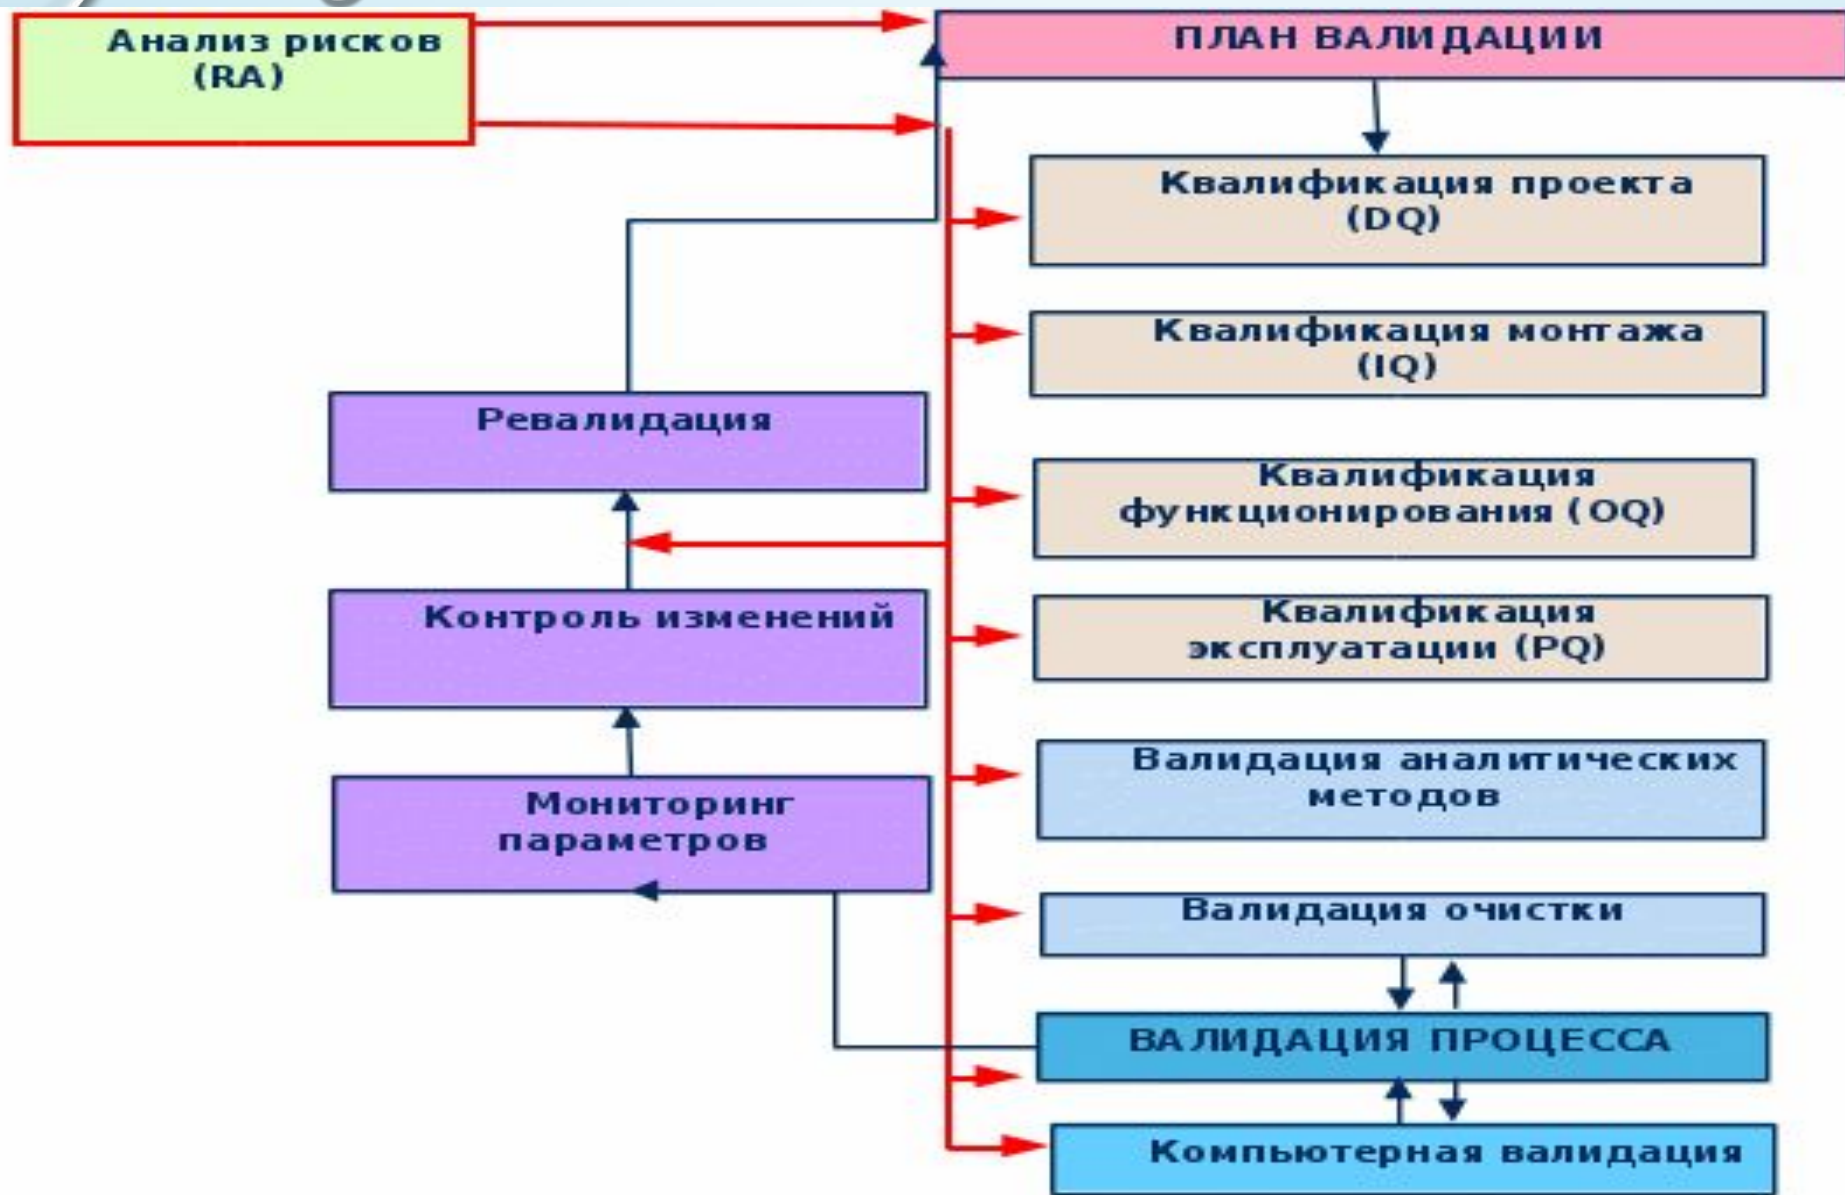 Анализ рисков
(RA)
ПЛАН ВАЛИДАЦИИ
Квалификация проекта
(DQ)
Квалификация монтажа
(IQ)
Ревалидация
Квалификация
функционирования (OQ)
Контроль изменений
Квалификация
эксплуатации (PQ)
Валидация аналитических
методов
Мониторинг
параметров
Валидация очистки
ВАЛИДАЦИЯ ПРОЦЕССА
Компьютерная валидация